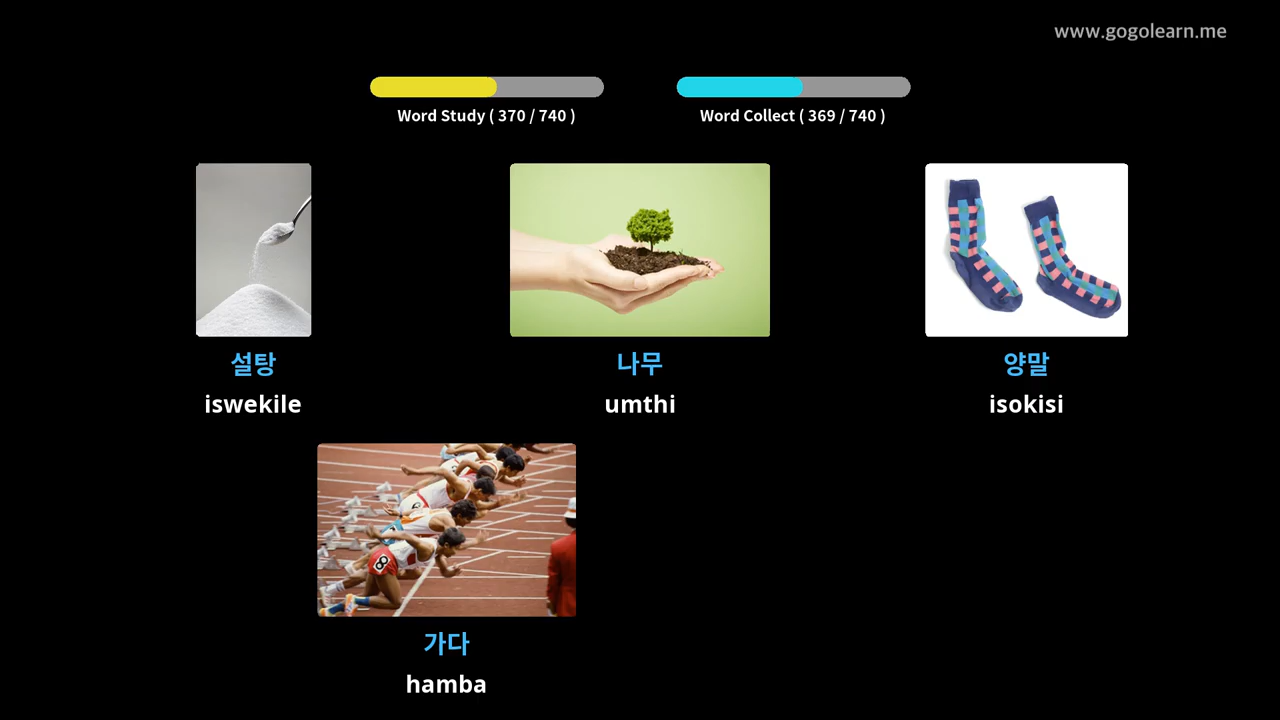 www.gogolearn.me
Word Study ( 370 / 740 )
Word Collect ( 369 / 740 )
설탕
iswekile
나무
umthi
양말
isokisi
가다
hamba